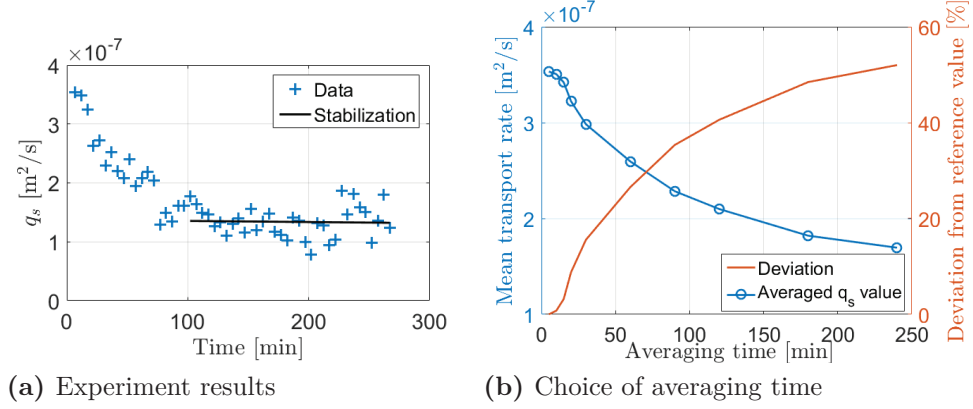 ×10⁻⁷
4
3
2
1
0
0
100
200
300
q_s [m²/s]
Time [min]
Data
Stabilization
(a) Experiment results
×10⁻⁷
4
3
2
1
Mean transport rate [m²/s]
0
50
100
150
200
250
Averaging time [min]
60
40
20
0
Deviation from reference value [%]
Deviation
Averaged q_s value
(b) Choice of averaging time